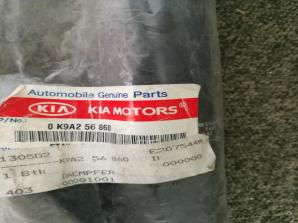 Automobile Genuine Parts
P/No.
KIA KIA MOTORS ®
0 K9A2 56 860
130502 E2075448
K9A2 56 860 D
1 Stk DAEMPFER 000000
403 00001001